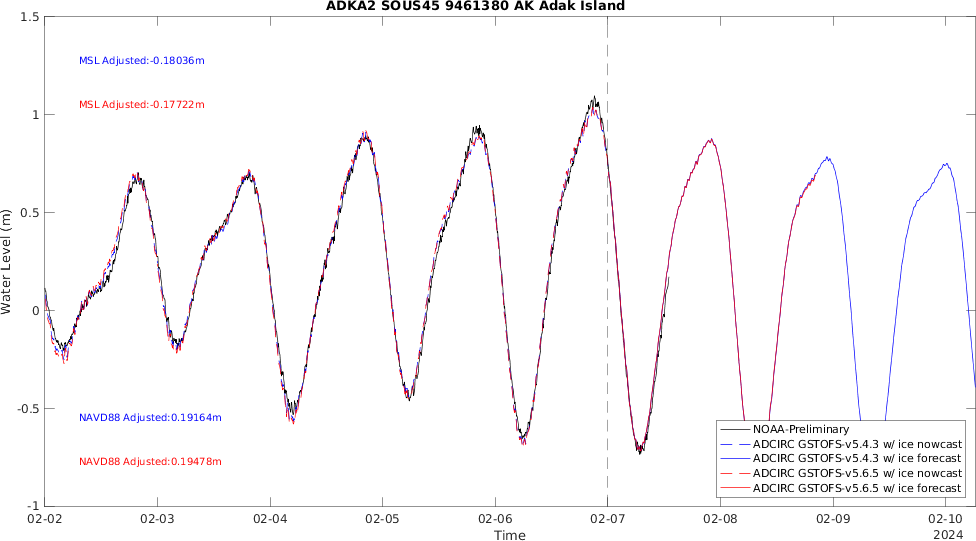 ADKA2 SOUS45 9461380 AK Adak Island
1.5
1
0.5
0
-0.5
-1
Water Level (m)
MSL Adjusted:-0.18036m
MSL Adjusted:-0.17722m
NAVD88 Adjusted:0.19164m
NAVD88 Adjusted:0.19478m
NOAA-Preliminary
ADCIRC GSTOFS-v5.4.3 w/ ice nowcast
ADCIRC GSTOFS-v5.4.3 w/ ice forecast
ADCIRC GSTOFS-v5.6.5 w/ ice nowcast
ADCIRC GSTOFS-v5.6.5 w/ ice forecast
02-02 02-03 02-04 02-05 02-06 02-07 02-08 02-09 02-10
2024
Time